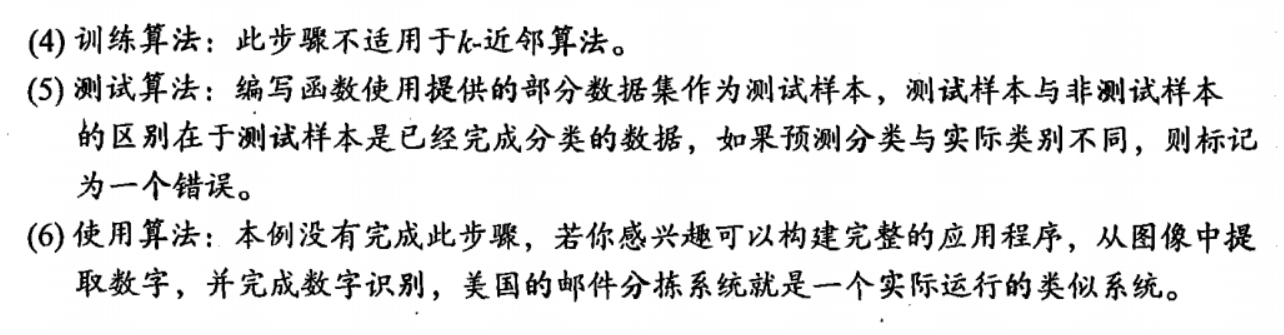 (4) 训练算法：此步骤不适用于k-近邻算法。
(5) 测试算法：编写函数使用提供的部分数据集作为测试样本，测试样本与非测试样本
的区别在于测试样本是已经完成分类的数据，如果预测分类与实际类别不同，则标记
为一个错误。
(6) 使用算法：本例没有完成此步骤，若你感兴趣可以构建完整的应用程序，从图像中提
取数字，并完成数字识别，美国的邮件分拣系统就是一个实际运行的类似系统。